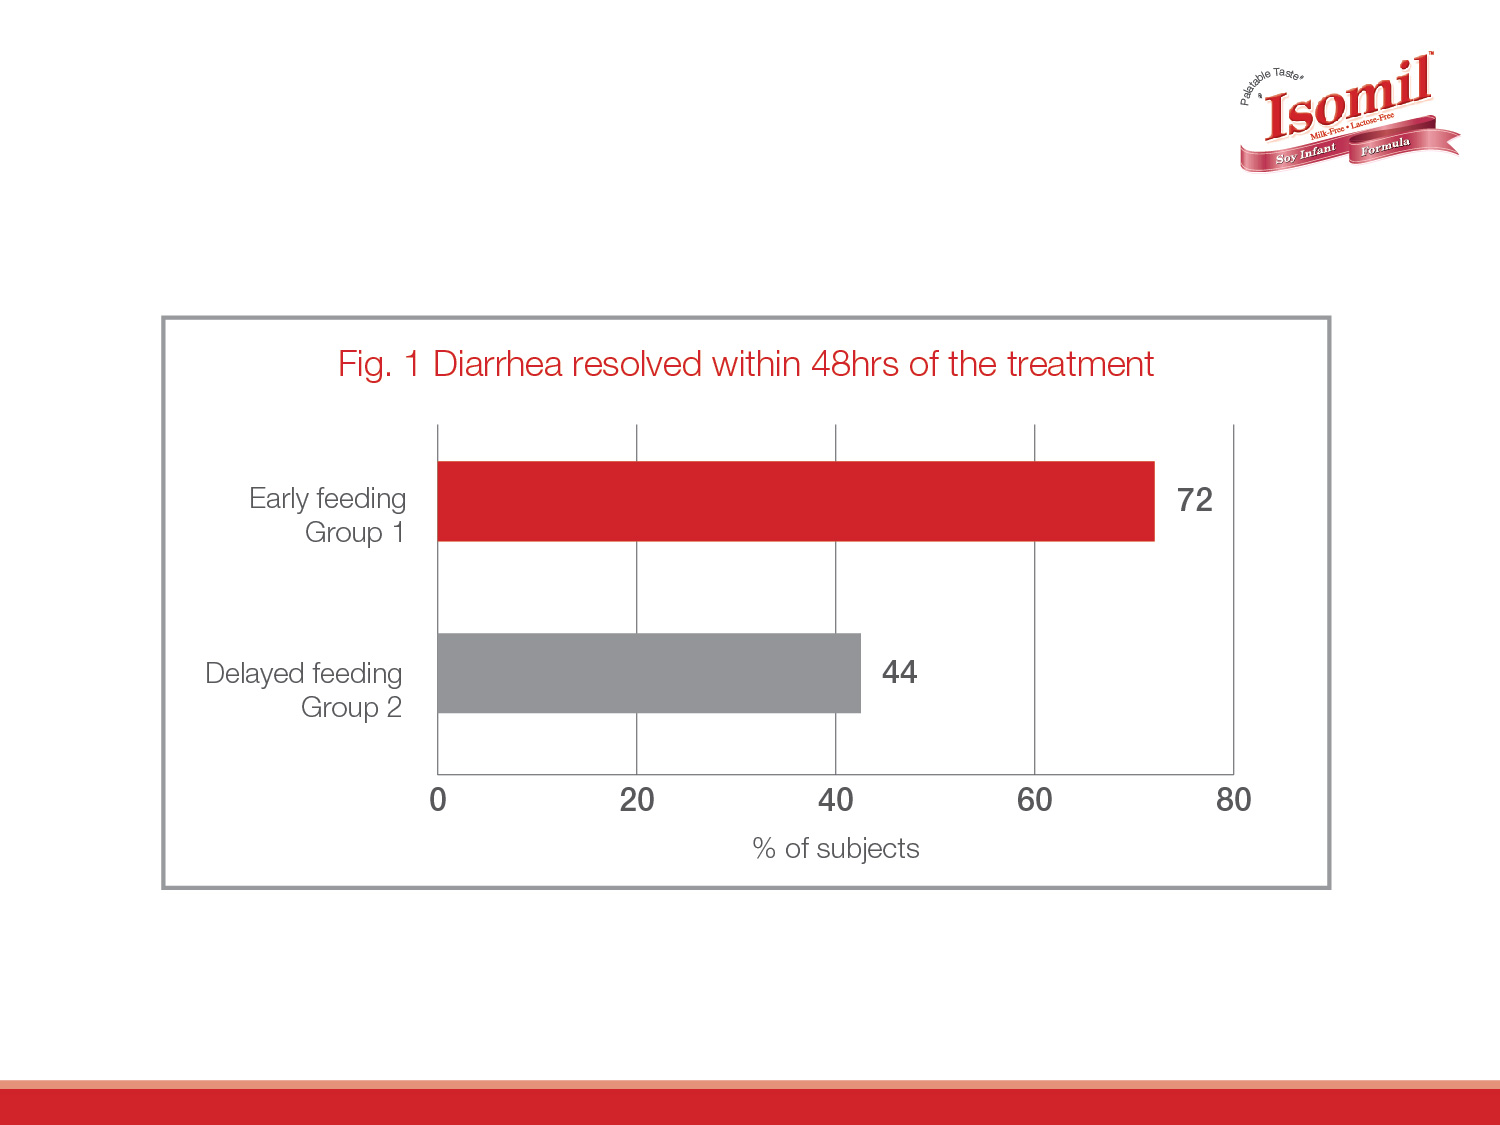 Palatable Taste#
#
Isomil™
Milk-Free • Lactose-Free
Soy Infant Formula
Fig. 1 Diarrhea resolved within 48hrs of the treatment
Early feeding
Group 1
72
Delayed feeding
Group 2
44
0 20 40 60 80
% of subjects